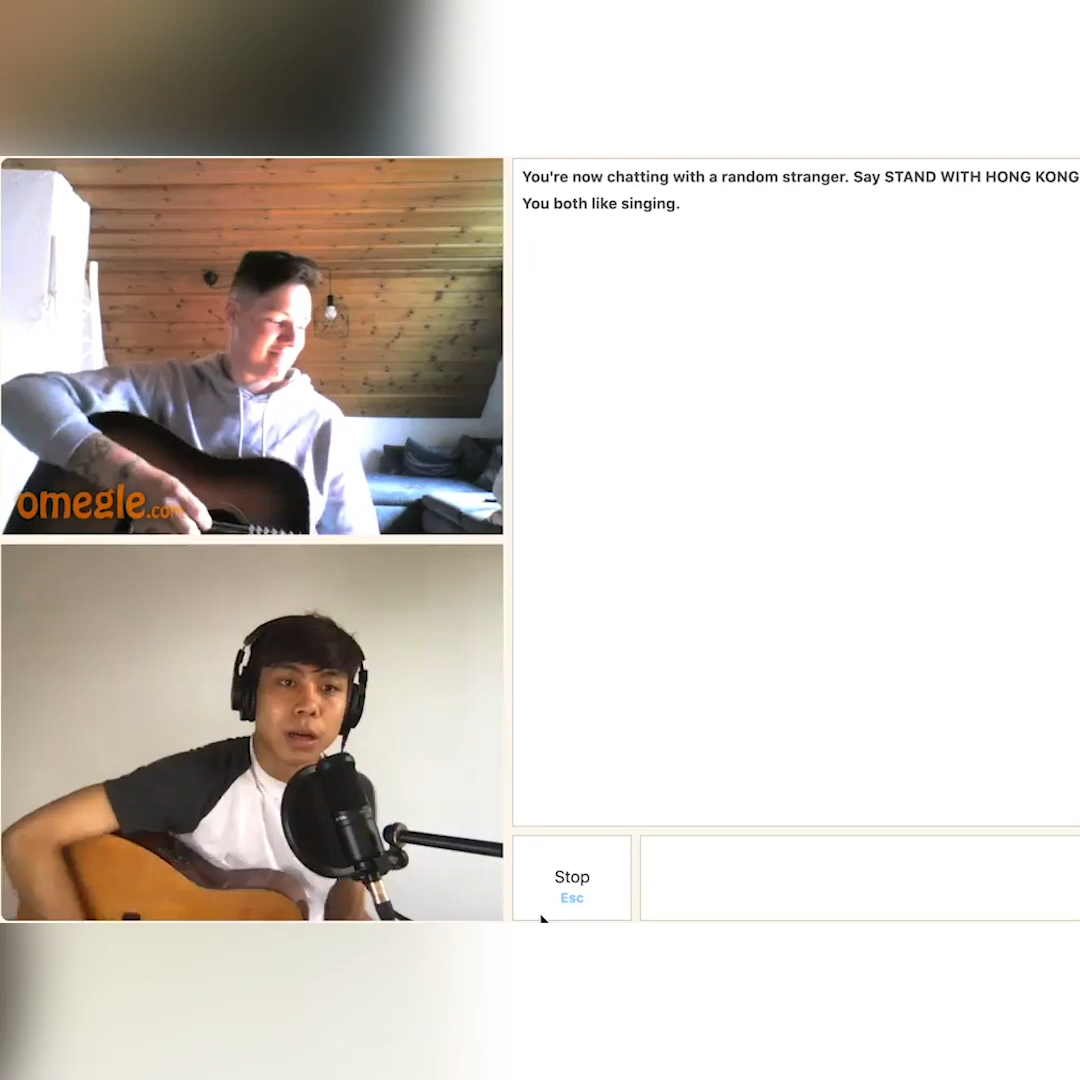 You're now chatting with a random stranger. Say STAND WITH HONG KONG
You both like singing.
omegle.com
Stop
Esc